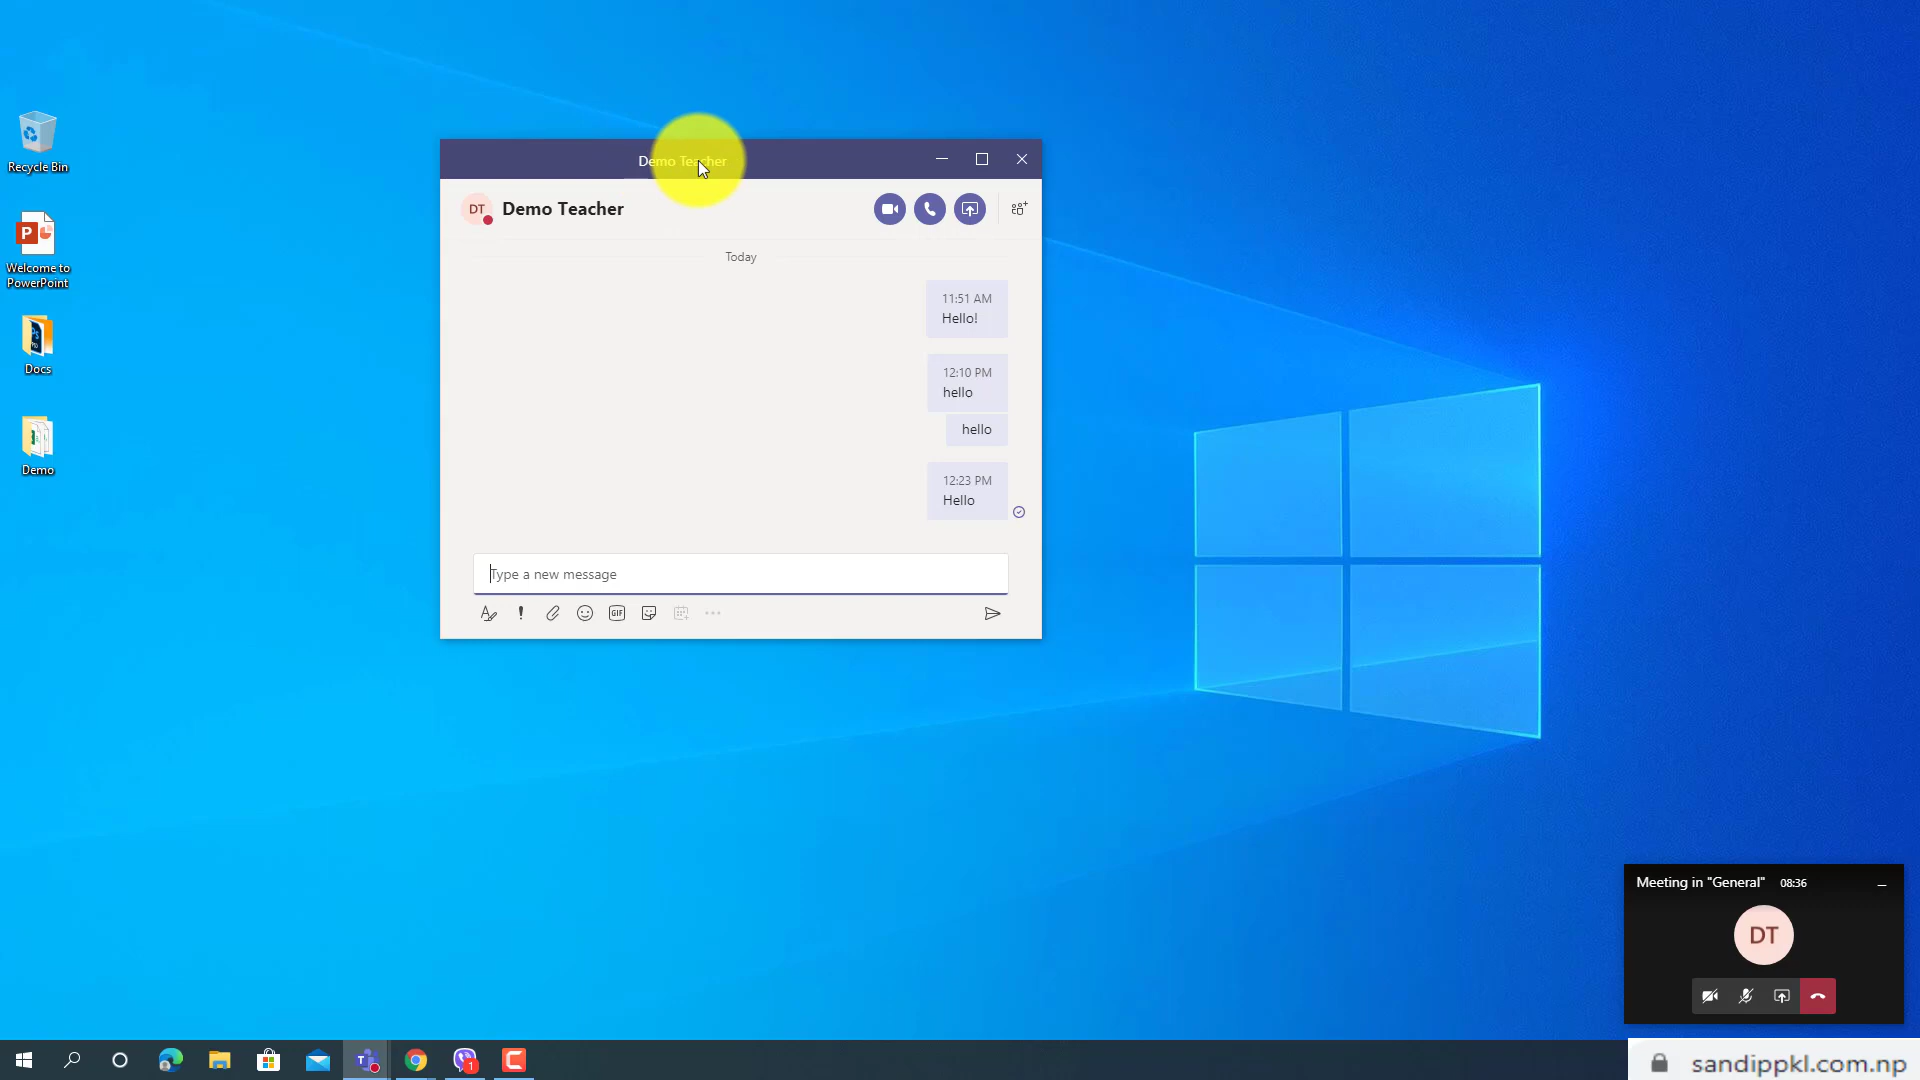 Recycle Bin
Welcome to
PowerPoint
Docs
Demo
Demo Teacher
DT
Demo Teacher
Today
11:51 AM
Hello!
12:10 PM
hello
hello
12:23 PM
Hello
Type a new message
GIF
Meeting in "General" 08:36
DT
1
sandippkl.com.np